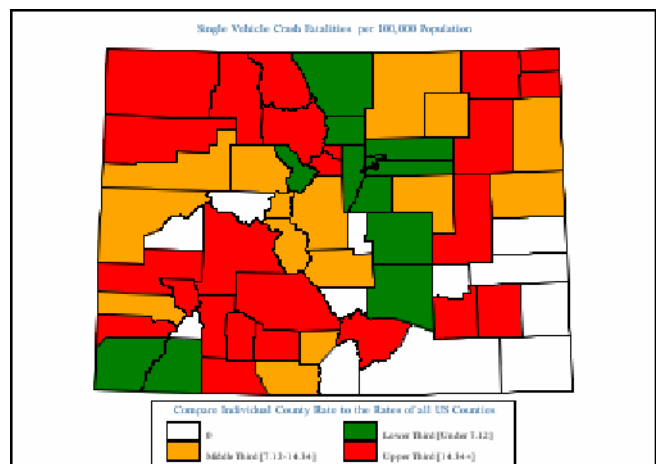 Single Vehicle Crash Fatalities per 100,000 Population
Compare Individual County Rate to the Rates of all US Counties
0
Lower Third [Under 7.12]
Middle Third [7.12-14.34]
Upper Third [14.34+]